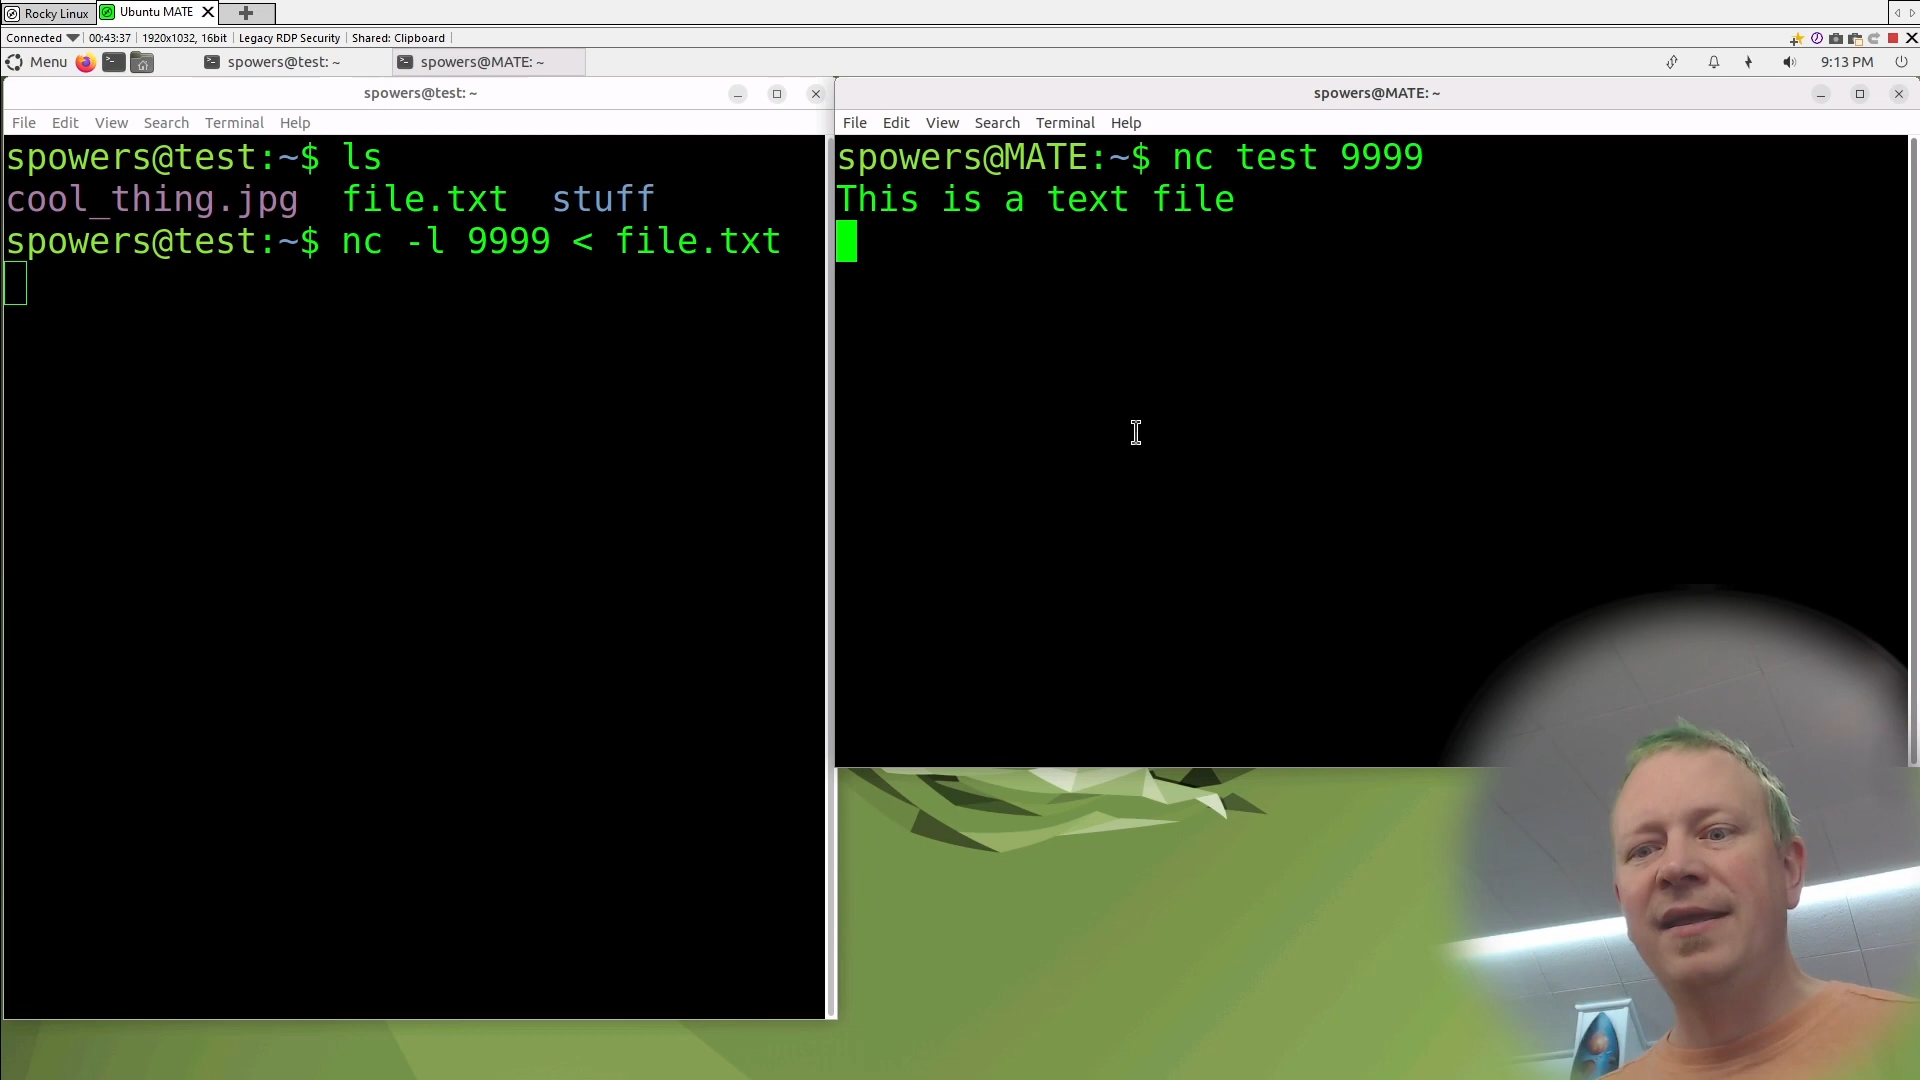 Rocky Linux
Ubuntu MATE
Connected
00:43:37
1920x1032, 16bit
Legacy RDP Security
Shared: Clipboard
Menu
spowers@test: ~
spowers@MATE: ~
9:13 PM
spowers@test: ~
File Edit View Search Terminal Help
spowers@test:~$ ls
cool_thing.jpg file.txt stuff
spowers@test:~$ nc -l 9999 < file.txt
spowers@MATE: ~
File Edit View Search Terminal Help
spowers@MATE:~$ nc test 9999
This is a text file